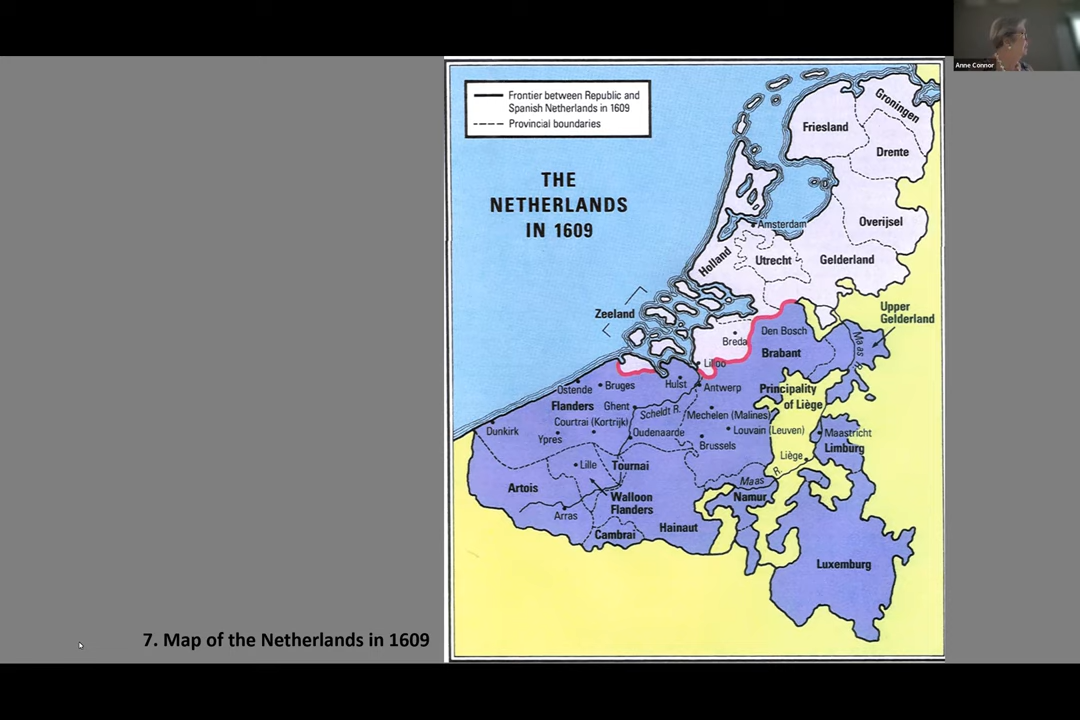 Anne Connor
Frontier between Republic and
Spanish Netherlands in 1609
Provincial boundaries
THE
NETHERLANDS
IN 1609
Groningen
Friesland
Drente
Overijsel
Amsterdam
Holland
Utrecht
Gelderland
Zeeland
Upper
Gelderland
Den Bosch
Breda
Maas R.
Brabant
Lilloo
Ostende
Bruges
Hulst
Antwerp
Principality
of Liège
Flanders
Ghent
Scheldt R.
Mechelen (Malines)
Courtrai (Kortrijk)
Dunkirk
Ypres
Oudenaarde
Louvain (Leuven)
Maastricht
Brussels
Limburg
Liège
Lille
Tournai
Maas R.
Artois
Walloon
Flanders
Namur
Arras
Hainaut
Cambrai
Luxemburg
7. Map of the Netherlands in 1609